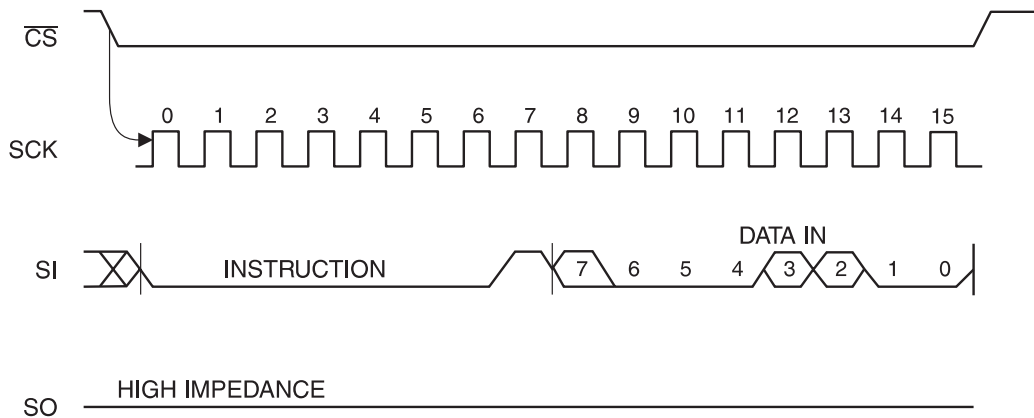 C̅S̅
0 1 2 3 4 5 6 7 8 9 10 11 12 13 14 15
SCK
DATA IN
SI
INSTRUCTION
7 6 5 4 3 2 1 0
HIGH IMPEDANCE
SO